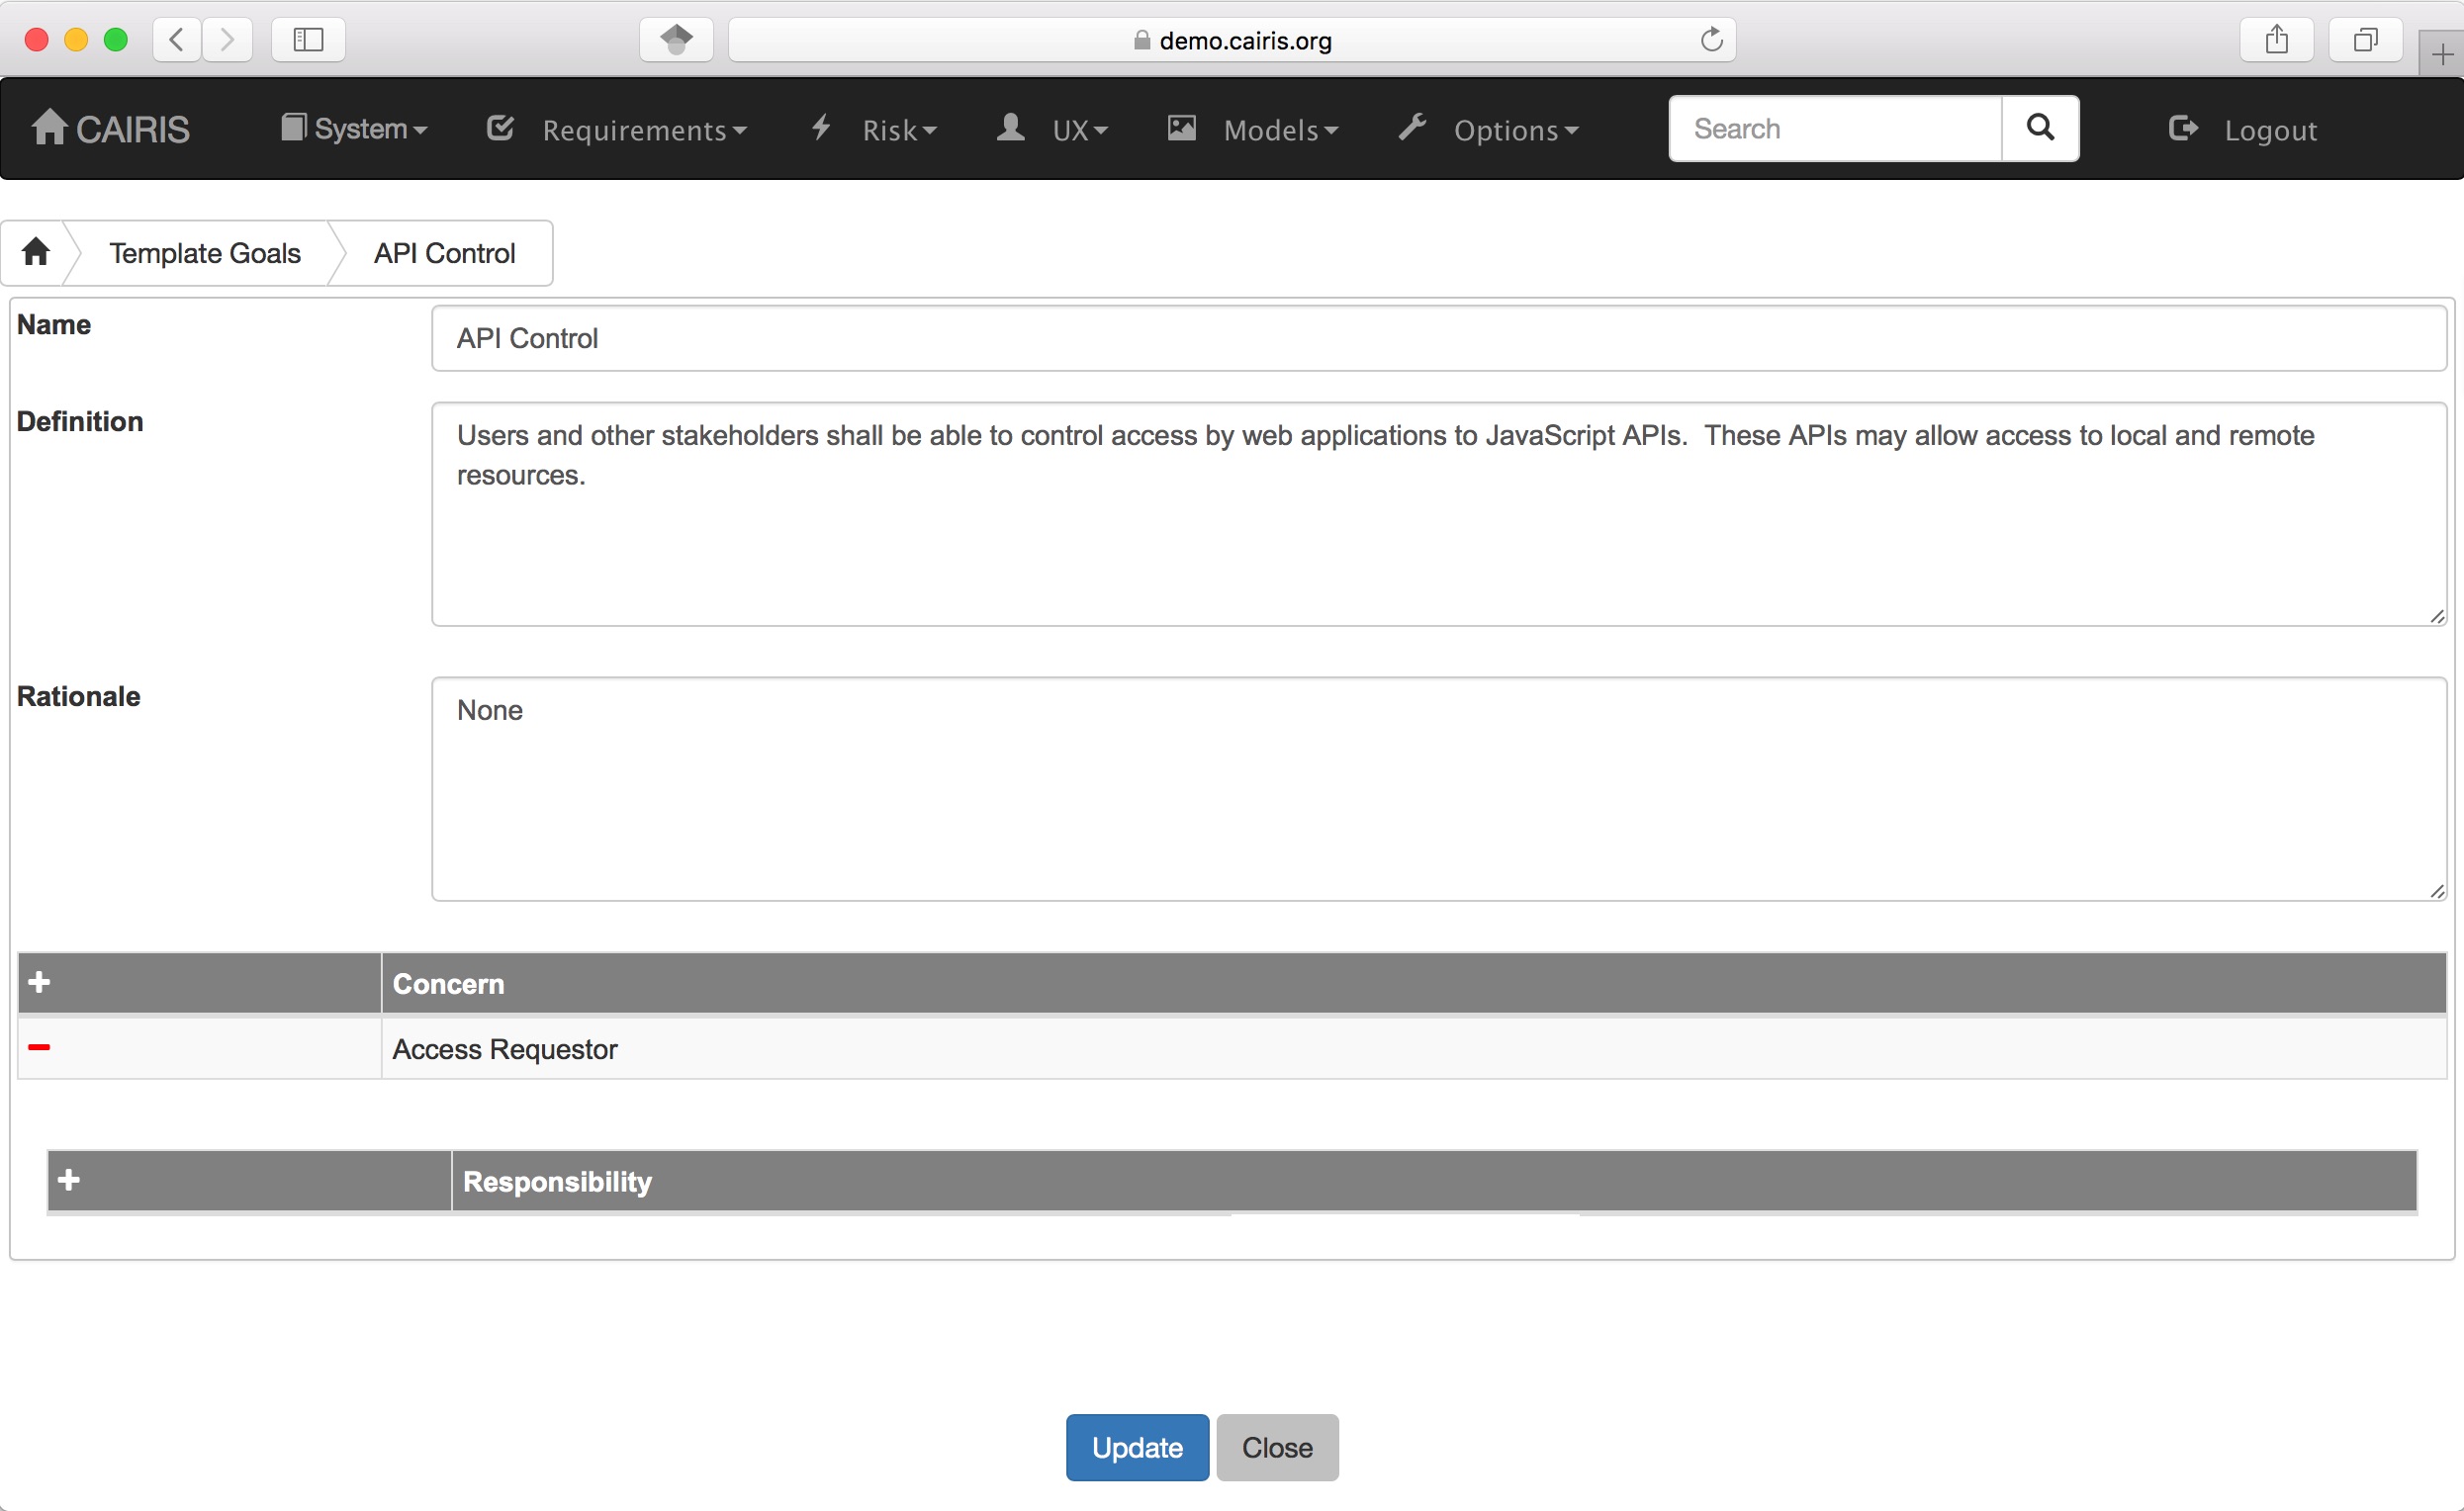 demo.cairis.org
CAIRIS System Requirements Risk UX Models Options Search Logout
Template Goals API Control
Name API Control
Definition Users and other stakeholders shall be able to control access by web applications to JavaScript APIs. These APIs may allow access to local and remote
resources.
Rationale None
Concern
Access Requestor
Responsibility
Update Close